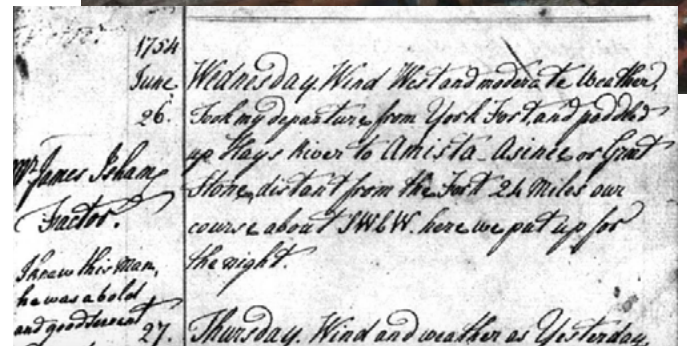 1754
June
26.
Wednesday. Wind West and moderate Weather,
Took my departure from York Fort, and paddled
up Hays River to Amista-Asinee or Great
Stone, distant from the Fort 24 Miles our
course about SWbW. here we put up for
the night.
Mr. James Isham
Factor.
I knew this man,
he was a bold
and good servant
27. Thursday. Wind and weather as Yesterday,